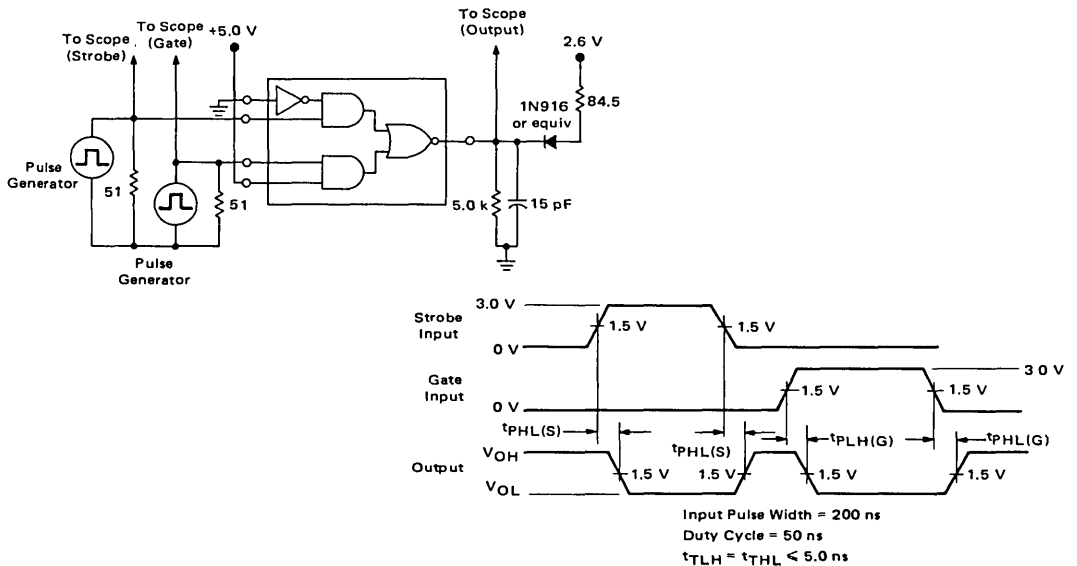 To Scope
(Strobe)
To Scope
(Gate)
+5.0 V
To Scope
(Output)
2.6 V
84.5
1N916
or equiv
Pulse
Generator
51
51
Pulse
Generator
5.0 k
15 pF
Strobe
Input
3.0 V
0 V
1.5 V
1.5 V
Gate
Input
0 V
3 0 V
1.5 V
1.5 V
tPHL(S)
tPHL(S)
tPLH(G)
tPHL(G)
Output
VOH
VOL
1.5 V
1.5 V
1.5 V
1.5 V
Input Pulse Width = 200 ns
Duty Cycle = 50 ns
tTLH = tTHL ≤ 5.0 ns